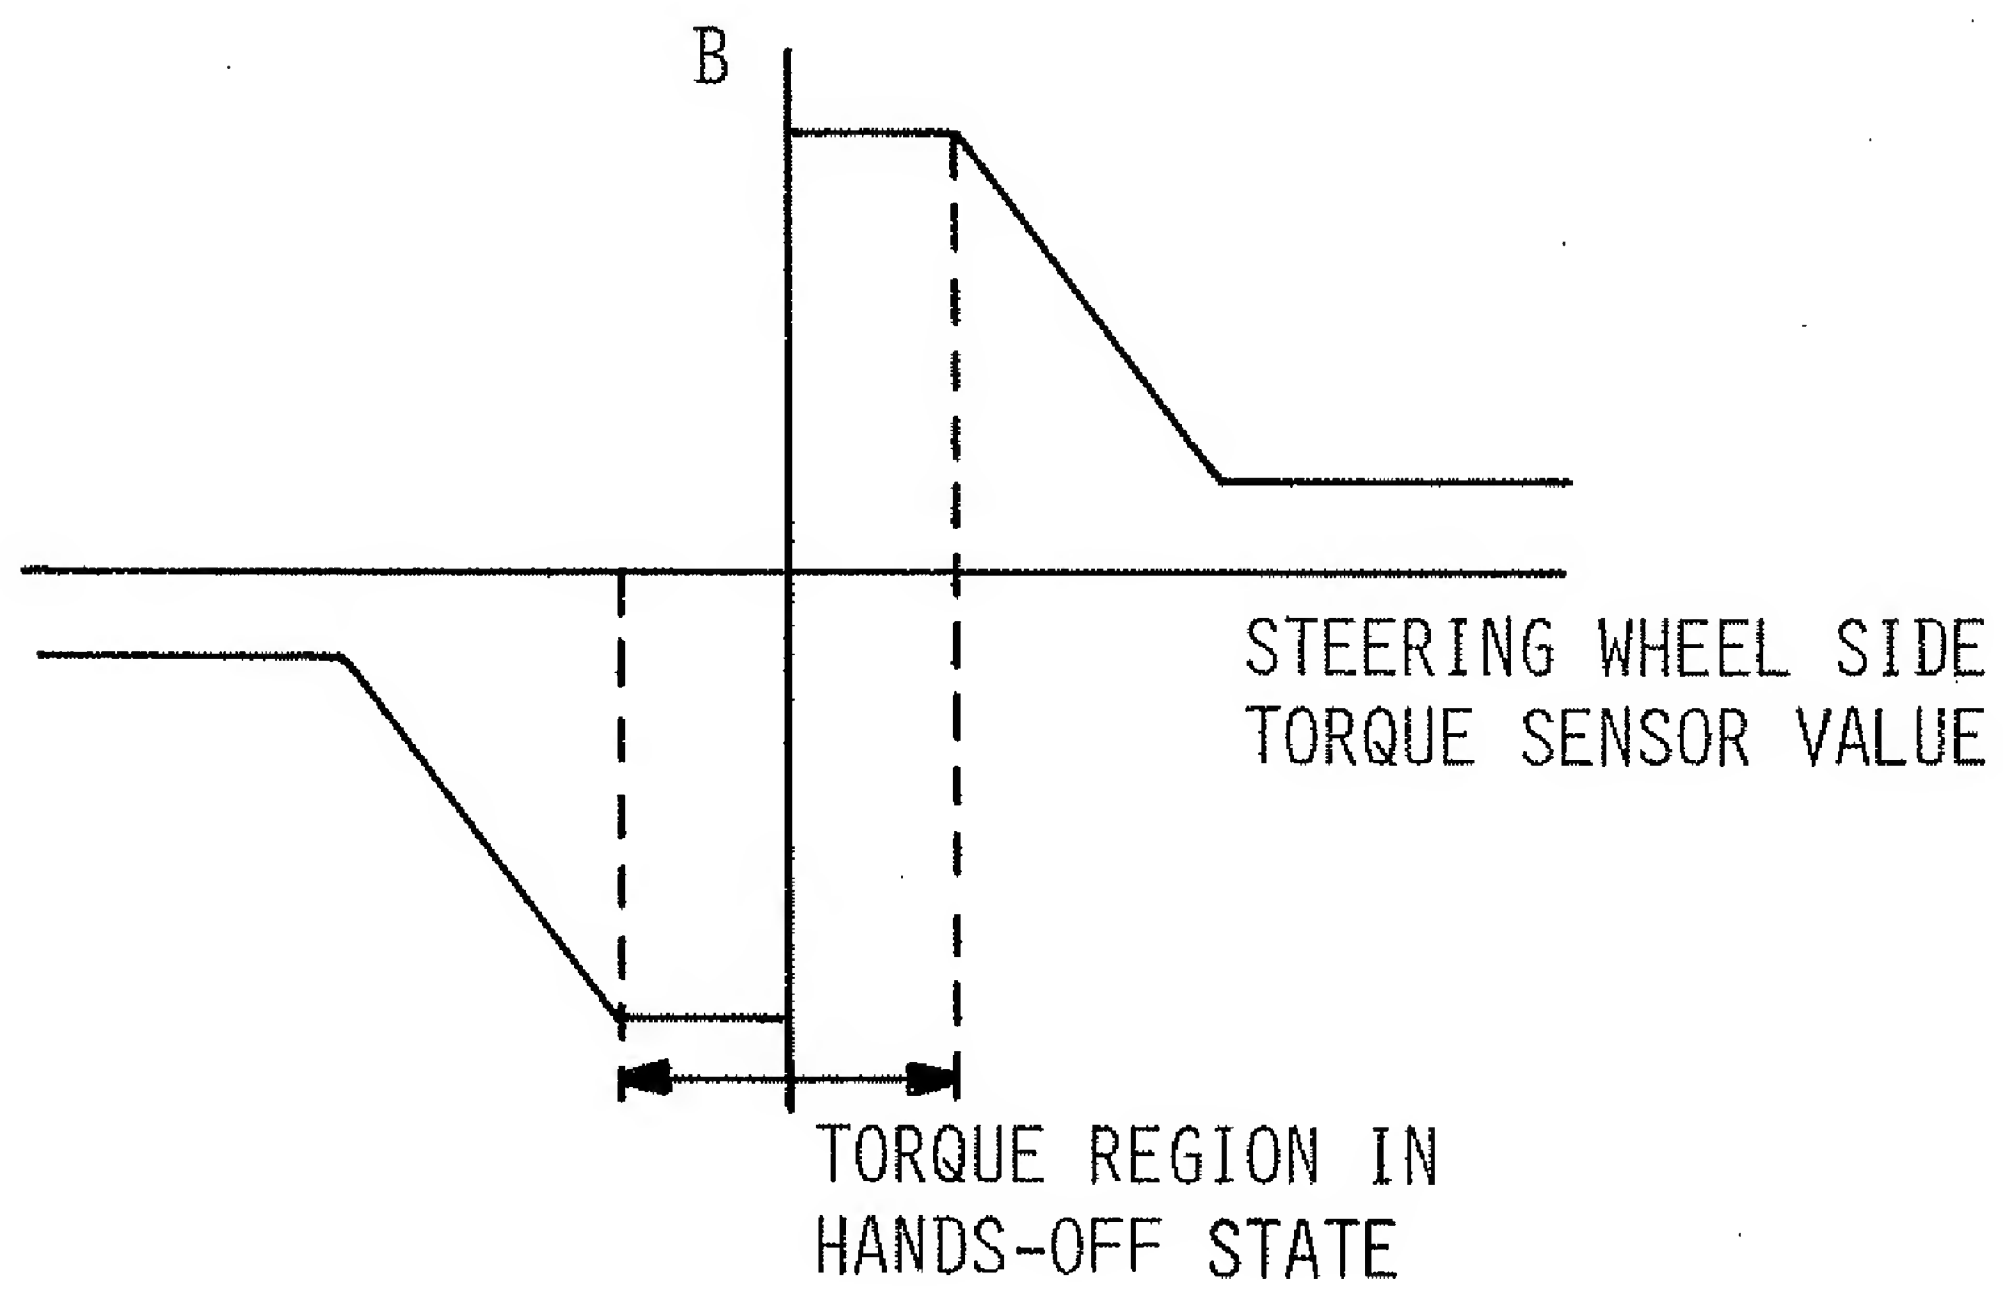 B
STEERING WHEEL SIDE
TORQUE SENSOR VALUE
TORQUE REGION IN
HANDS-OFF STATE